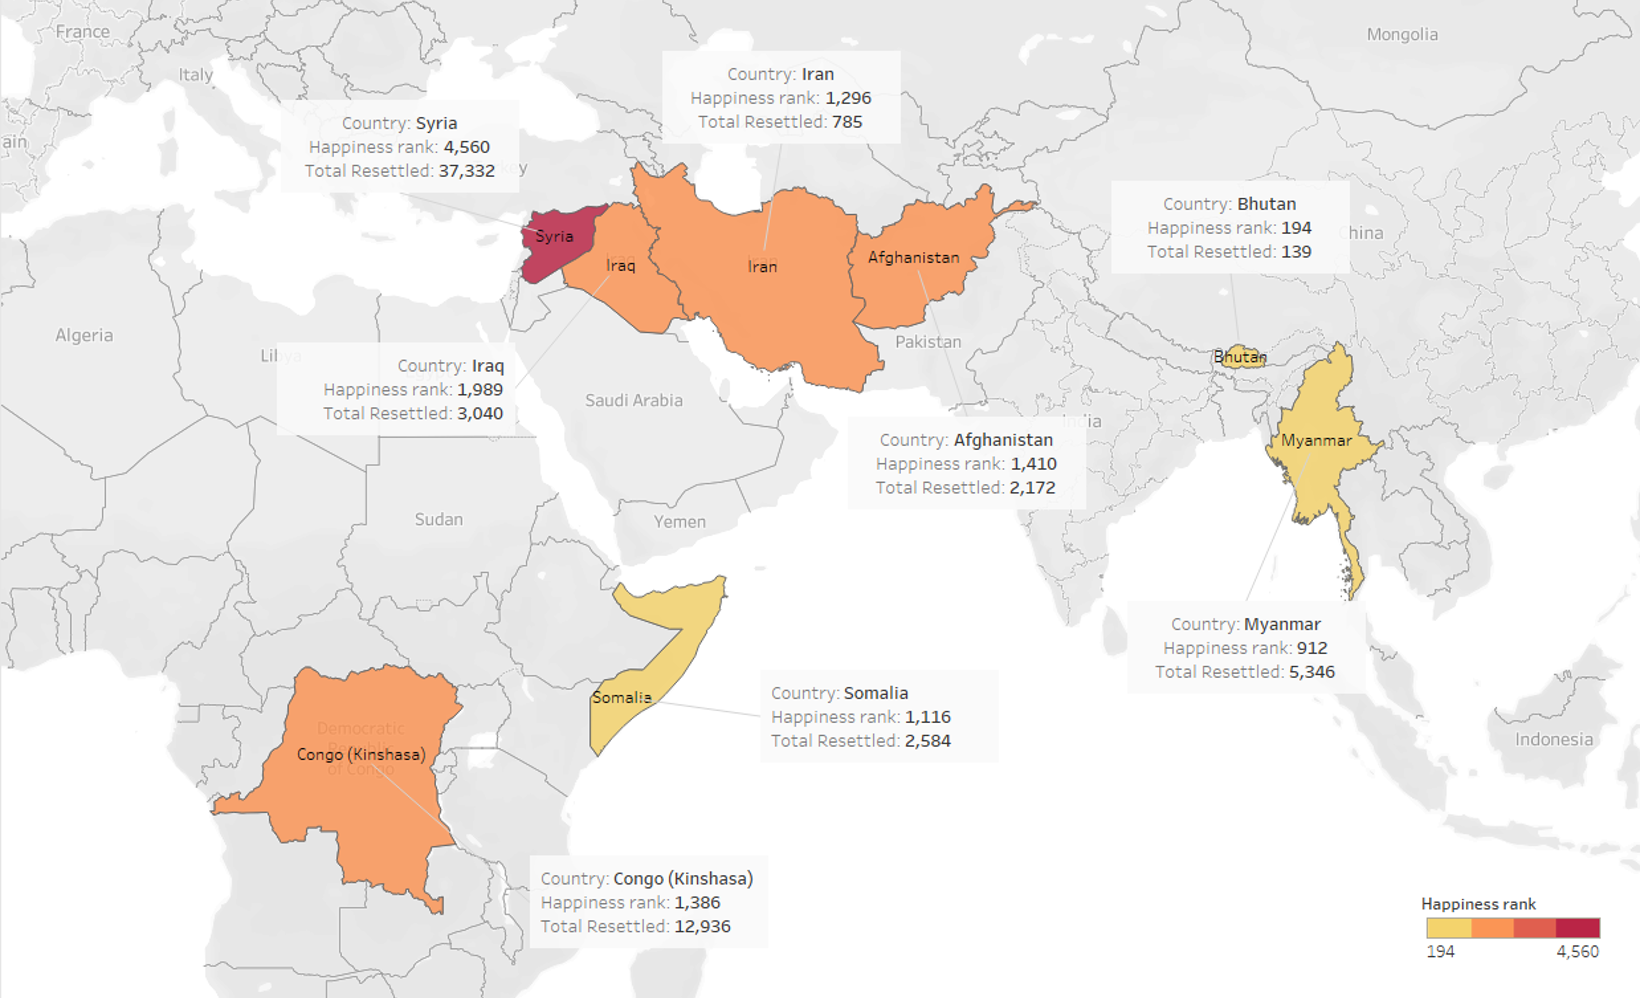 France
Mongolia
Italy
ain
Country: Iran
Happiness rank: 1,296
Total Resettled: 785
Country: Syria
Happiness rank: 4,560
Total Resettled: 37,332
key
Country: Bhutan
Happiness rank: 194
Total Resettled: 139
China
Syria
Iraq
Iran
Afghanistan
Algeria
Libya
Pakistan
Bhutan
Country: Iraq
Happiness rank: 1,989
Total Resettled: 3,040
Saudi Arabia
India
Myanmar
Country: Afghanistan
Happiness rank: 1,410
Total Resettled: 2,172
Sudan
Yemen
Country: Myanmar
Happiness rank: 912
Total Resettled: 5,346
Somalia
Country: Somalia
Happiness rank: 1,116
Total Resettled: 2,584
Democratic
Republic
of Congo
Congo (Kinshasa)
Indonesia
Country: Congo (Kinshasa)
Happiness rank: 1,386
Total Resettled: 12,936
Happiness rank
194 4,560